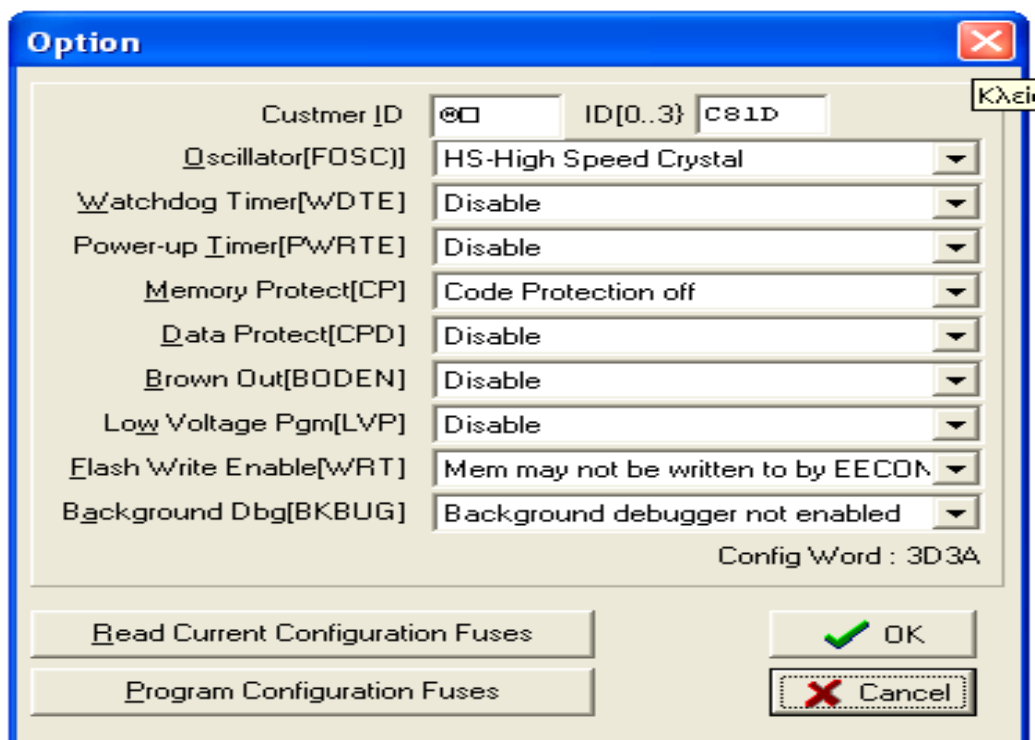 Option
Κλεί
Custmer ID ID[0..3} C81D
Oscillator[FOSC)] HS-High Speed Crystal
Watchdog Timer[WDTE] Disable
Power-up Timer[PWRTE] Disable
Memory Protect[CP] Code Protection off
Data Protect[CPD] Disable
Brown Out[BODEN] Disable
Low Voltage Pgm[LVP] Disable
Flash Write Enable[WRT] Mem may not be written to by EECON
Background Dbg[BKBUG] Background debugger not enabled
Config Word : 3D3A
Read Current Configuration Fuses OK
Program Configuration Fuses Cancel